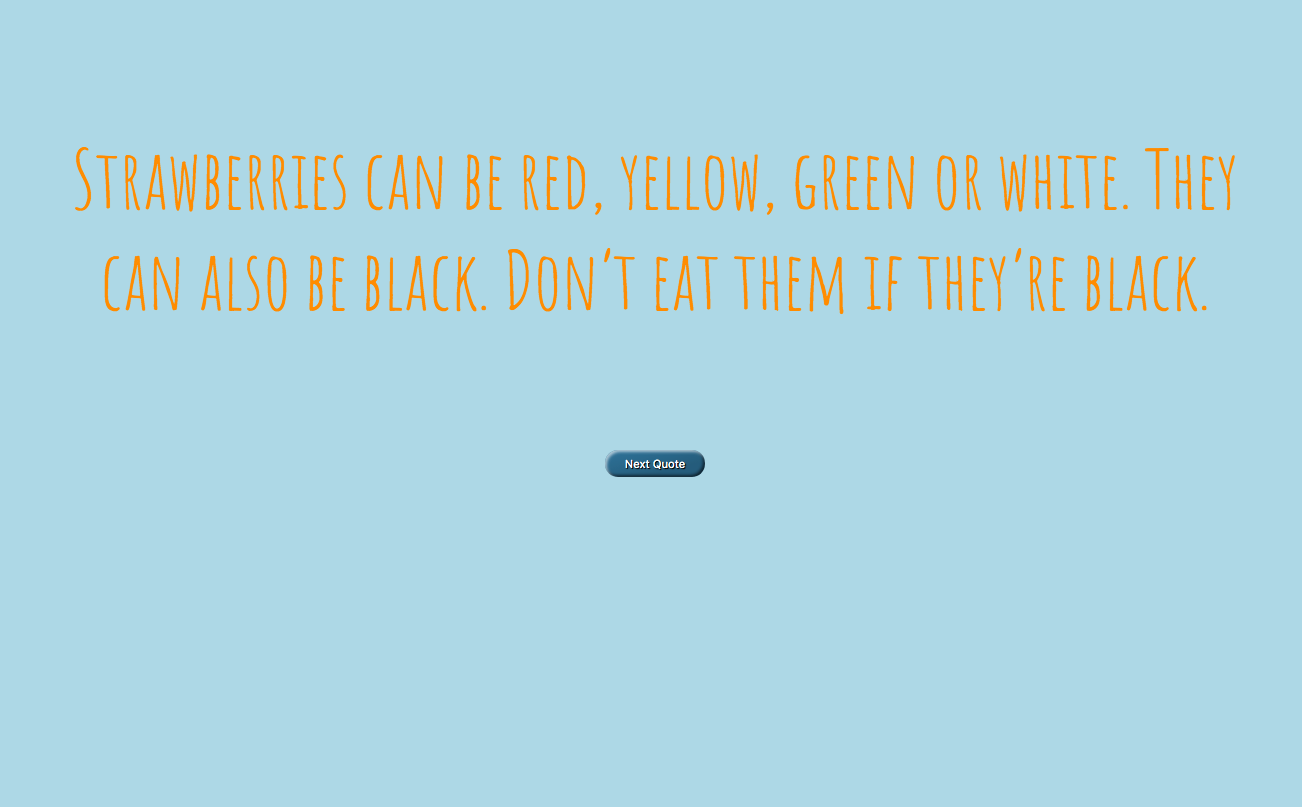 Strawberries can be red, yellow, green or white. They
can also be black. Don't eat them if they're black.
Next Quote